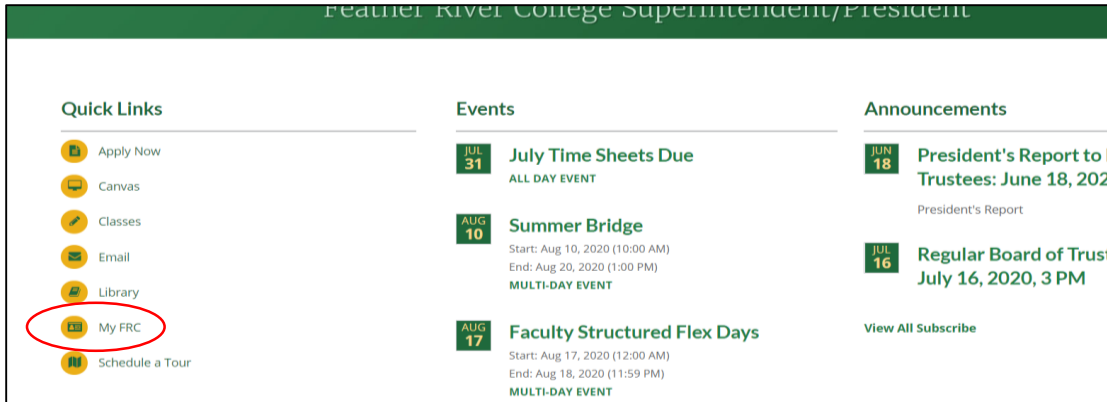 Feather River College Superintendent/President
Quick Links
Apply Now
Canvas
Classes
Email
Library
My FRC
Schedule a Tour
Events
JUL
31
July Time Sheets Due
ALL DAY EVENT
AUG
10
Summer Bridge
Start: Aug 10, 2020 (10:00 AM)
End: Aug 20, 2020 (1:00 PM)
MULTI-DAY EVENT
AUG
17
Faculty Structured Flex Days
Start: Aug 17, 2020 (12:00 AM)
End: Aug 18, 2020 (11:59 PM)
MULTI-DAY EVENT
Announcements
JUN
18
President's Report to
Trustees: June 18, 202
President's Report
JUL
16
Regular Board of Trust
July 16, 2020, 3 PM
View All Subscribe